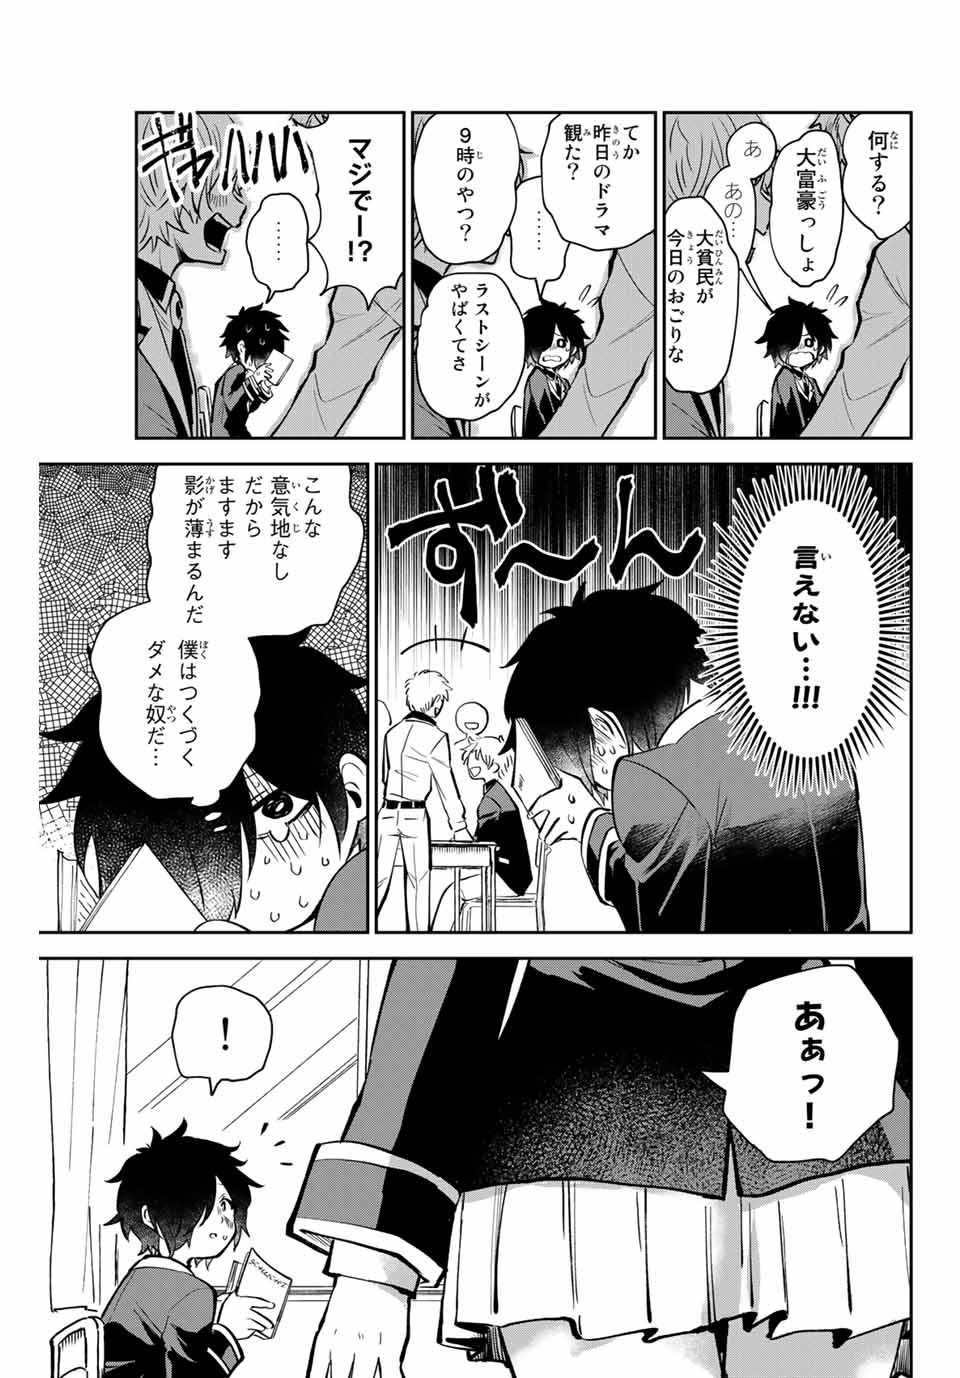 何する?
大富豪っしょ
あ
あの…
大貧民が
今日のおごりな
てか
昨日のドラマ
観た?
9時のやつ?
……
ラストシーンが
やばくてさ
マジでー!?
……
ギャハハハ
言えない…!!!
ず〜ん
こんな
意気地なし
だから
ますます
影が薄まるんだ
僕はつくづく
ダメな奴だ…
あぁっ!
!